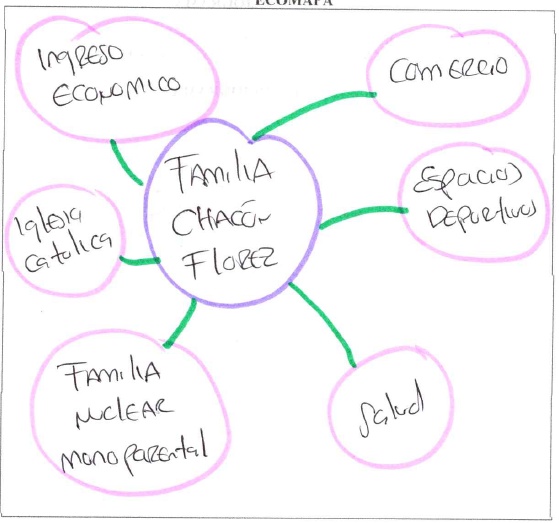 ECOMAPA
INGRESO
ECONOMICO
COMERCIO
FAMILIA
CHACÓN
FLOREZ
Espacios
DEPORTIVOS
Iglesia
Catolica
FAMILIA
NUCLEAR
monoparental
Salud